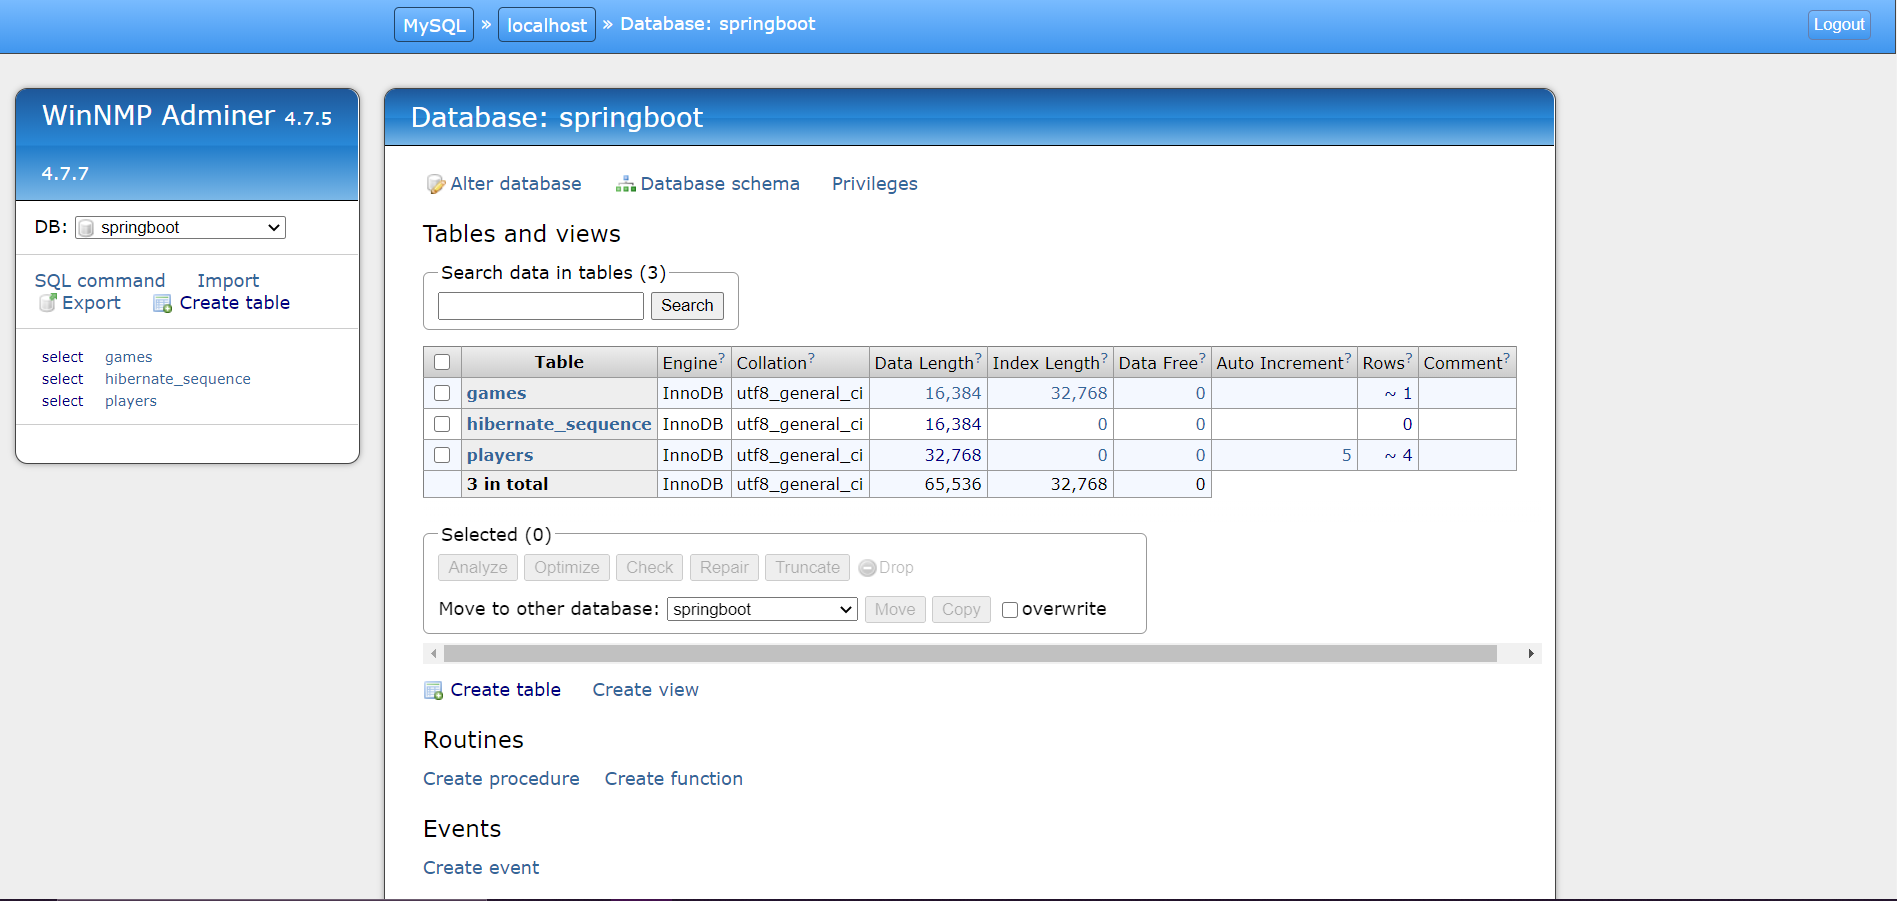 MySQL » localhost » Database: springboot
Logout
WinNMP Adminer 4.7.5
4.7.7
DB: springboot
SQL command Import
Export Create table
select games
select hibernate_sequence
select players
Database: springboot
Alter database Database schema Privileges
Tables and views
Search data in tables (3)
Search
Table Engine? Collation? Data Length? Index Length? Data Free? Auto Increment? Rows? Comment?
games InnoDB utf8_general_ci 16,384 32,768 0 ~ 1
hibernate_sequence InnoDB utf8_general_ci 16,384 0 0 0
players InnoDB utf8_general_ci 32,768 0 0 5 ~ 4
3 in total InnoDB utf8_general_ci 65,536 32,768 0
Selected (0)
Analyze Optimize Check Repair Truncate Drop
Move to other database: springboot Move Copy overwrite
Create table Create view
Routines
Create procedure Create function
Events
Create event